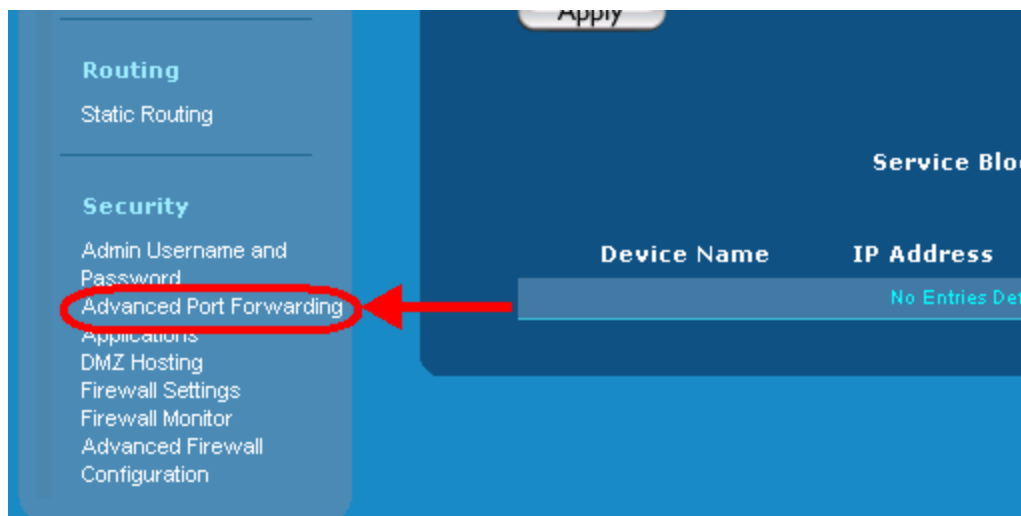 Apply
Routing
Static Routing
Service Blo
Security
Admin Username and
Password
Device Name IP Address
Advanced Port Forwarding
No Entries Def
Applications
DMZ Hosting
Firewall Settings
Firewall Monitor
Advanced Firewall
Configuration